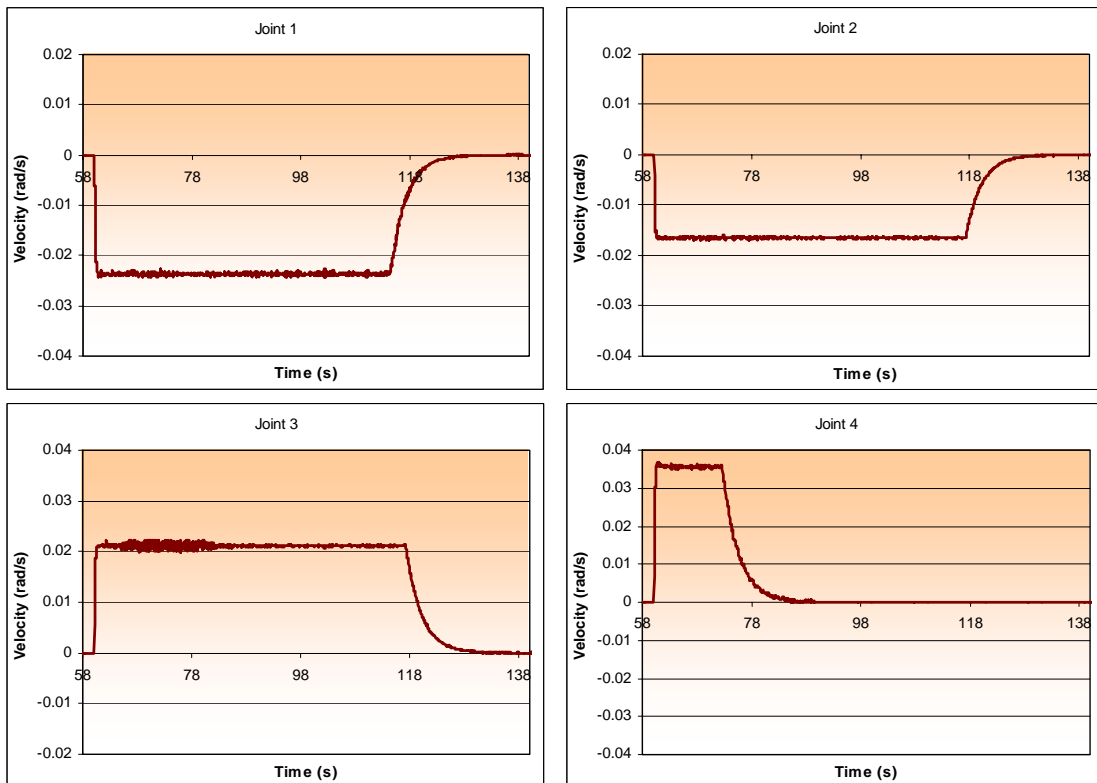 Joint 1
0.02
0.01
0
-0.01
-0.02
-0.03
-0.04
58 78 98 118 138
Velocity (rad/s)
Time (s)
Joint 2
0.02
0.01
0
-0.01
-0.02
-0.03
-0.04
58 78 98 118 138
Velocity (rad/s)
Time (s)
Joint 3
0.04
0.03
0.02
0.01
0
-0.01
-0.02
58 78 98 118 138
Velocity (rad/s)
Time (s)
Joint 4
0.04
0.03
0.02
0.01
0
-0.01
-0.02
-0.03
-0.04
58 78 98 118 138
Velocity (rad/s)
Time (s)